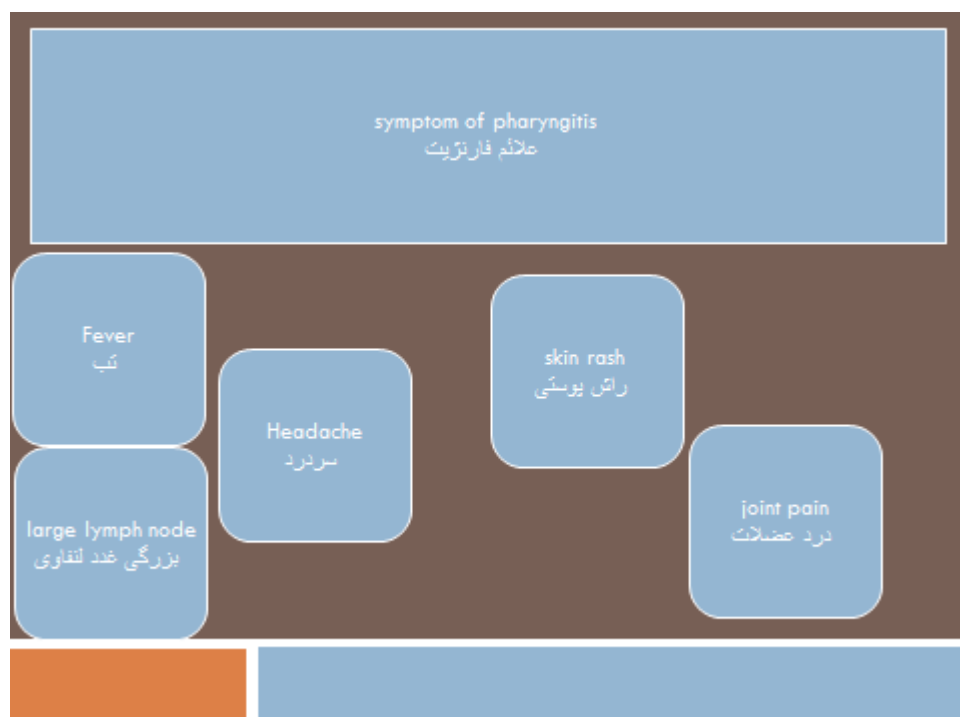 symptom of pharyngitis
علائم فارنژیت
Fever
تب
Headache
سردرد
large lymph node
بزرگی غدد لنفاوی
skin rash
راش پوستی
joint pain
درد عضلات